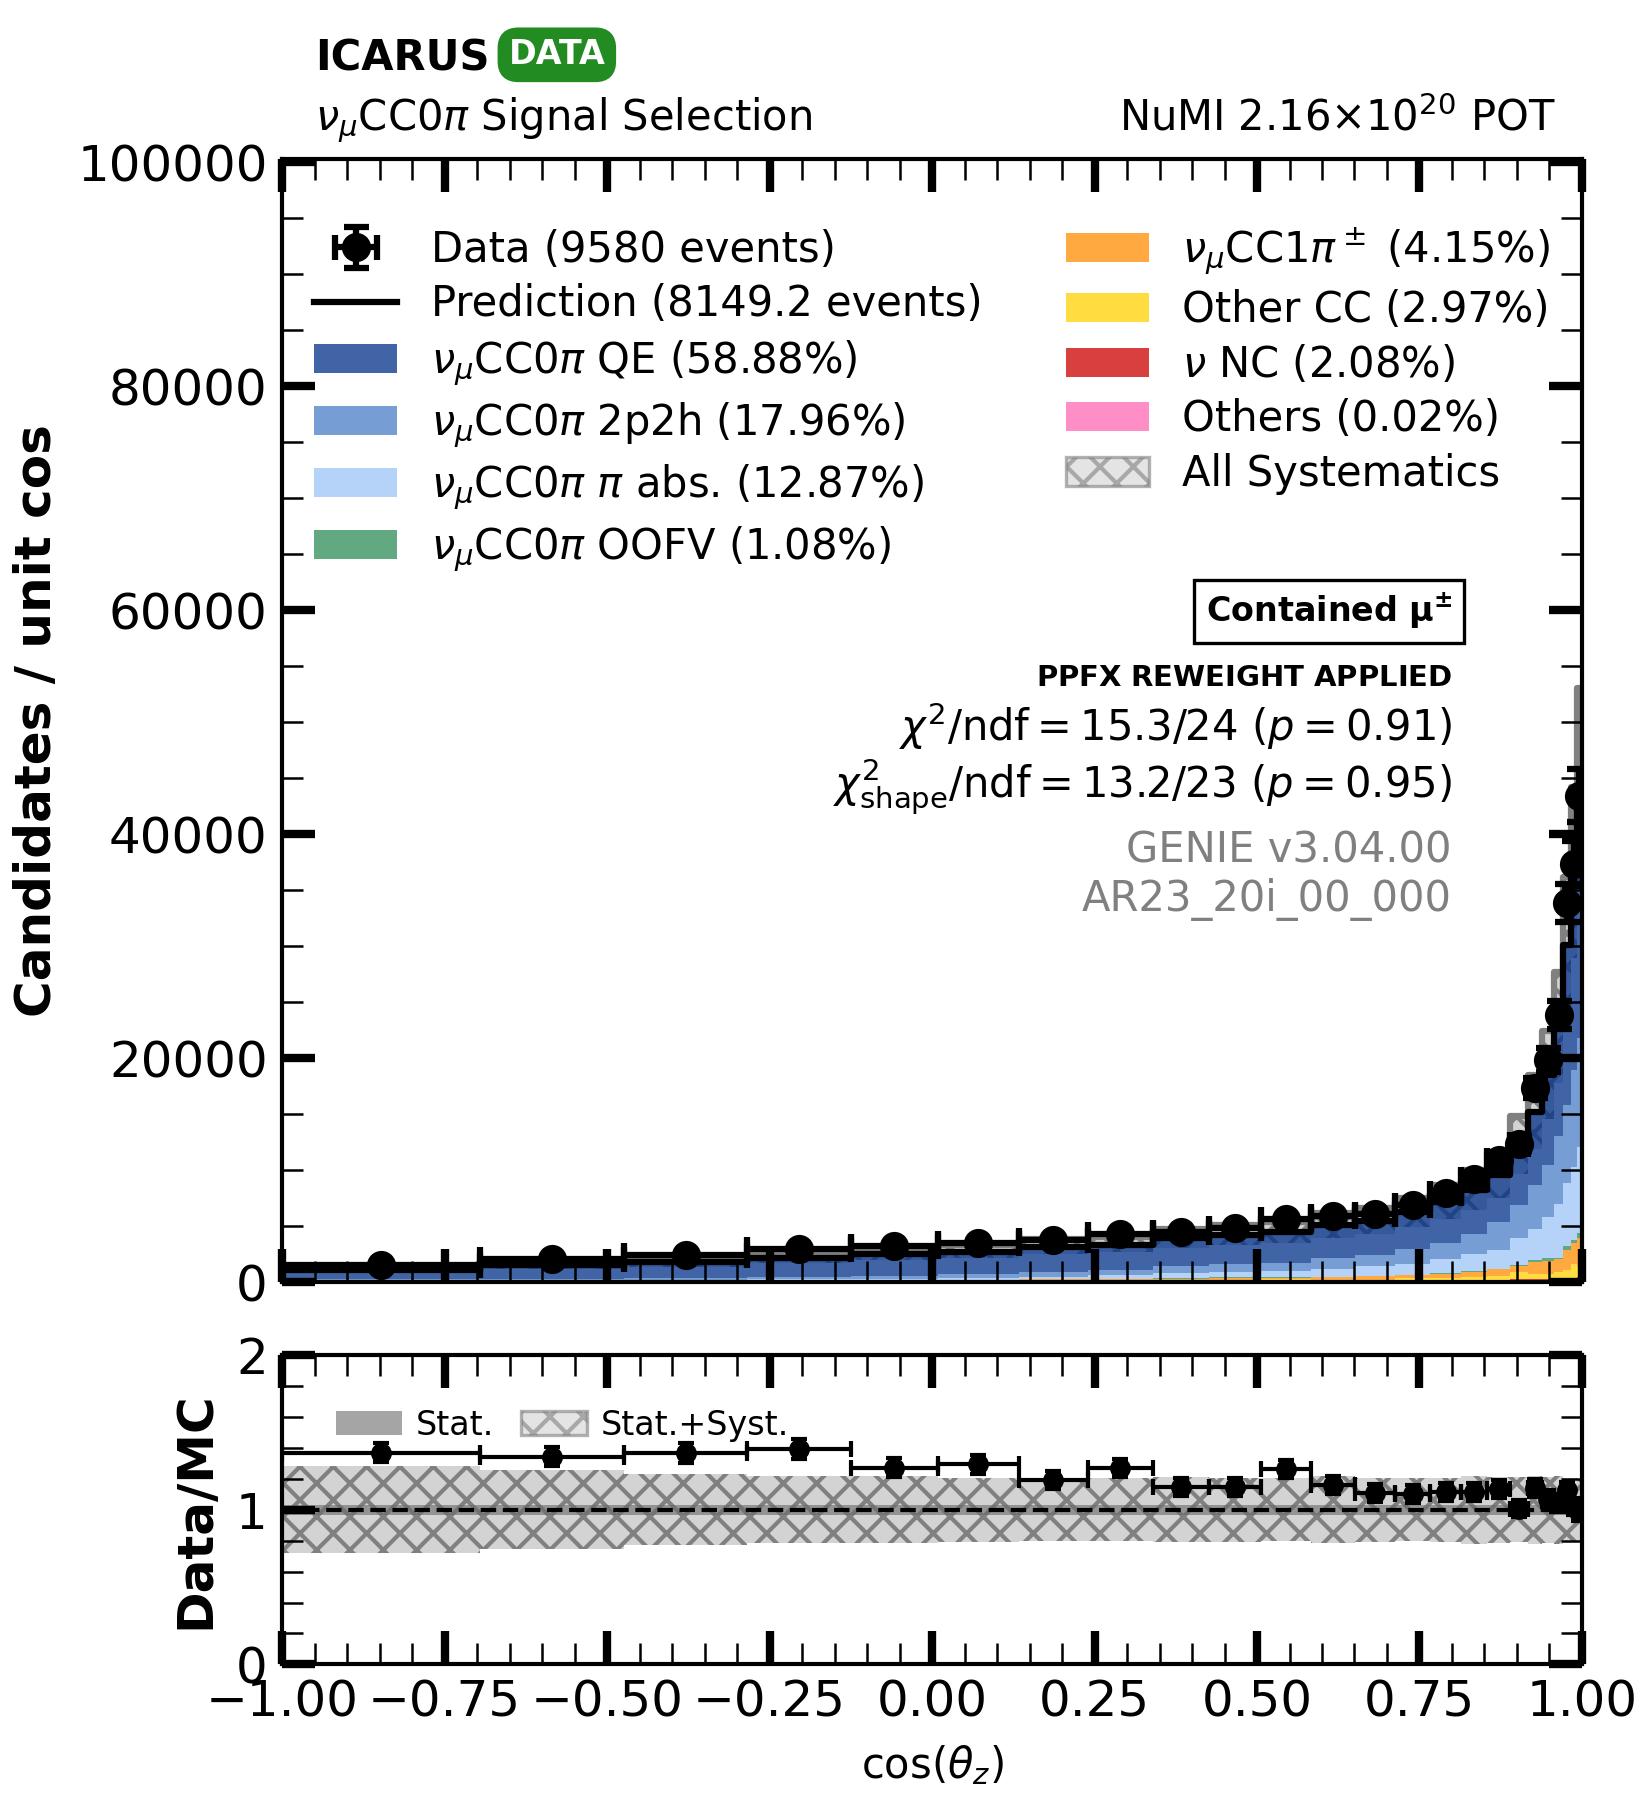 ICARUS DATA
νμCC0π Signal Selection
NuMI 2.16×10²⁰ POT
100000
80000
60000
40000
20000
0
Candidates / unit cos
Data (9580 events)
Prediction (8149.2 events)
νμCC0π QE (58.88%)
νμCC0π 2p2h (17.96%)
νμCC0π π abs. (12.87%)
νμCC0π OOFV (1.08%)
νμCC1π± (4.15%)
Other CC (2.97%)
ν NC (2.08%)
Others (0.02%)
All Systematics
Contained μ±
PPFX REWEIGHT APPLIED
χ²/ndf = 15.3/24 (p = 0.91)
χ²shape/ndf = 13.2/23 (p = 0.95)
GENIE v3.04.00
AR23_20i_00_000
2
1
0
Data/MC
Stat.
Stat.+Syst.
−1.00 −0.75 −0.50 −0.25 0.00 0.25 0.50 0.75 1.00
cos(θz)